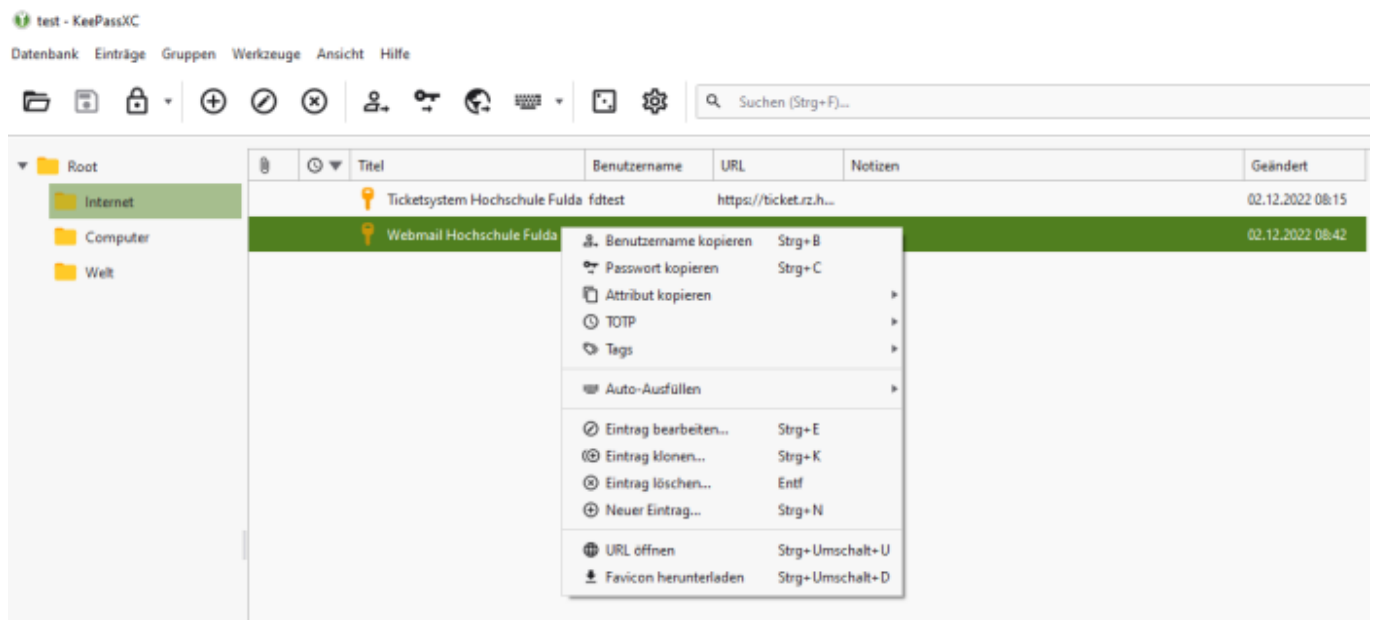 test - KeePassXC
Datenbank Einträge Gruppen Werkzeuge Ansicht Hilfe
Suchen (Strg+F)...
Root
Titel Benutzername URL Notizen Geändert
Internet
Ticketsystem Hochschule Fulda fdtest https://ticket.rz.h... 02.12.2022 08:15
Computer
Webmail Hochschule Fulda 02.12.2022 08:42
Welt
Benutzername kopieren Strg+B
Passwort kopieren Strg+C
Attribut kopieren
TOTP
Tags
Auto-Ausfüllen
Eintrag bearbeiten... Strg+E
Eintrag klonen... Strg+K
Eintrag löschen... Entf
Neuer Eintrag... Strg+N
URL öffnen Strg+Umschalt+U
Favicon herunterladen Strg+Umschalt+D